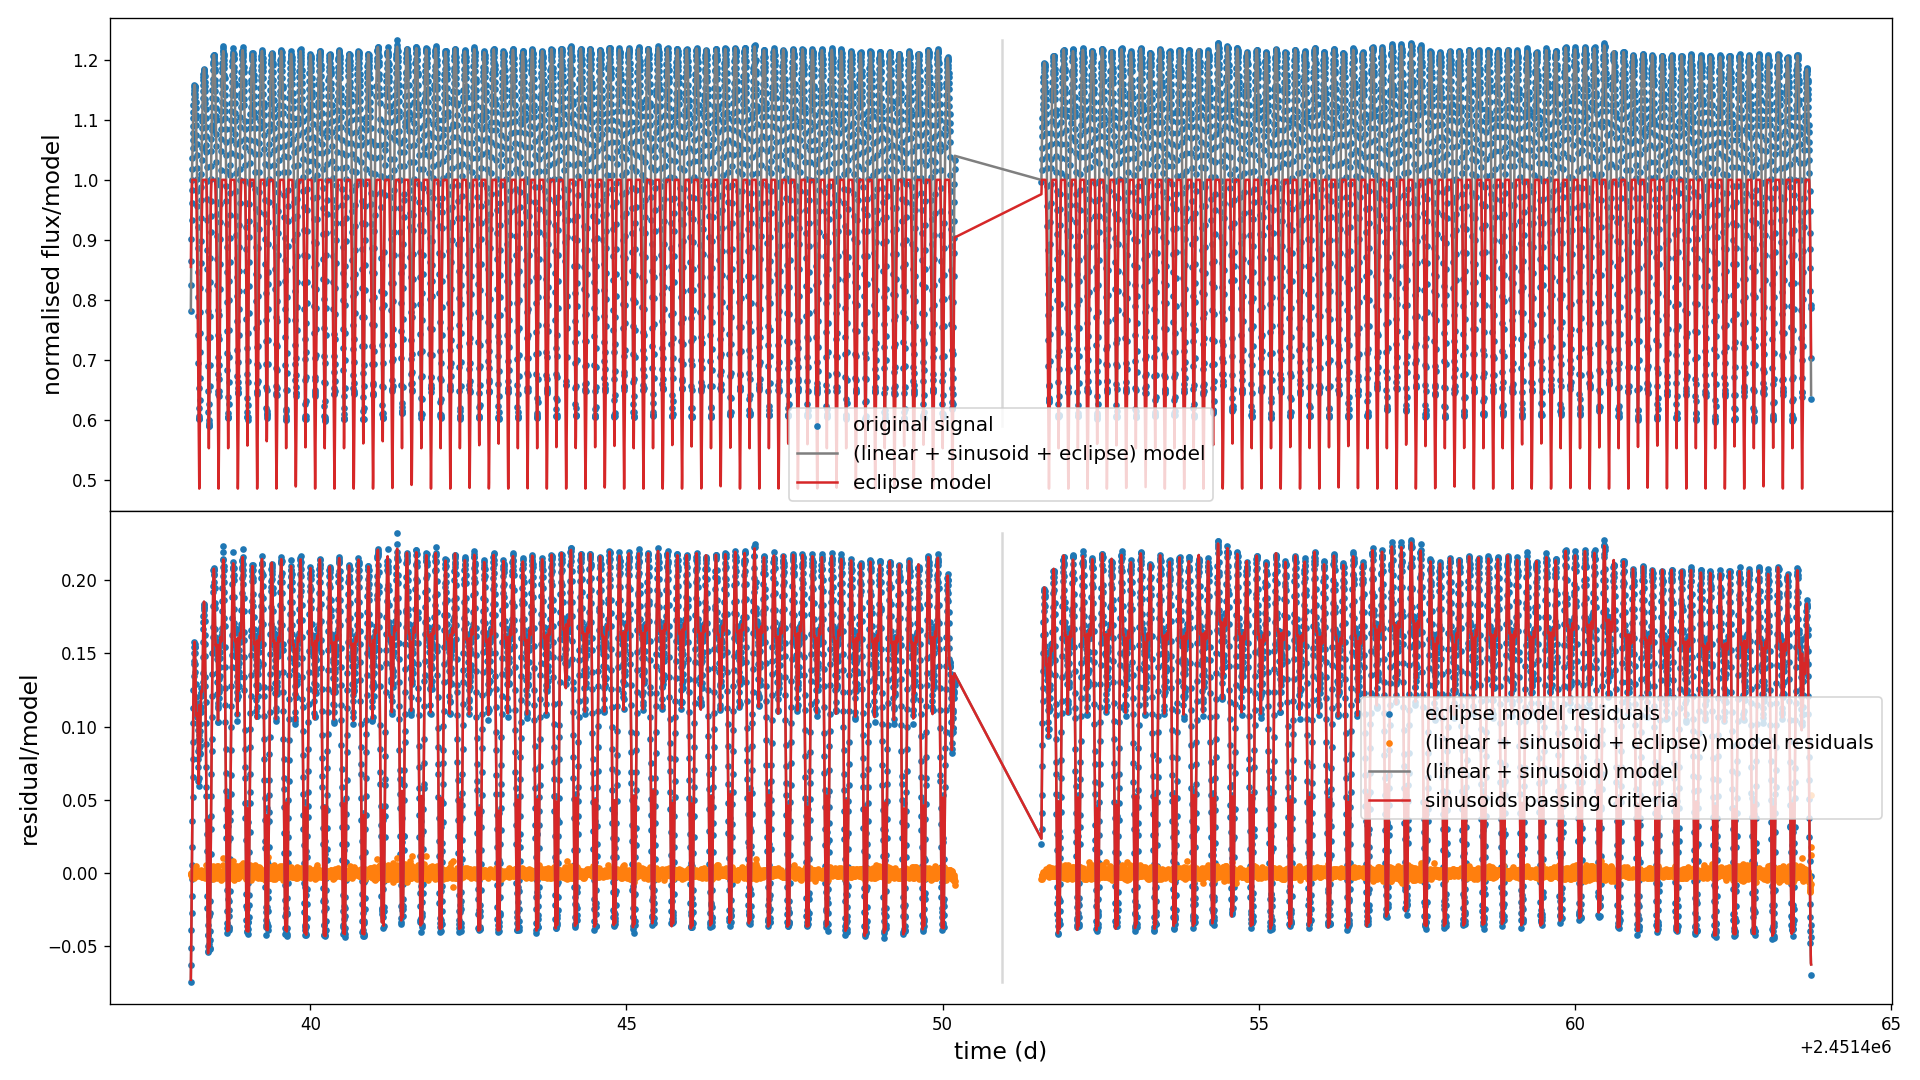 normalised flux/model
1.2
1.1
1.0
0.9
0.8
0.7
0.6
0.5
original signal
(linear + sinusoid + eclipse) model
eclipse model
residual/model
0.20
0.15
0.10
0.05
0.00
−0.05
eclipse model residuals
(linear + sinusoid + eclipse) model residuals
(linear + sinusoid) model
sinusoids passing criteria
40 45 50 55 60 65
time (d)
+2.4514e6